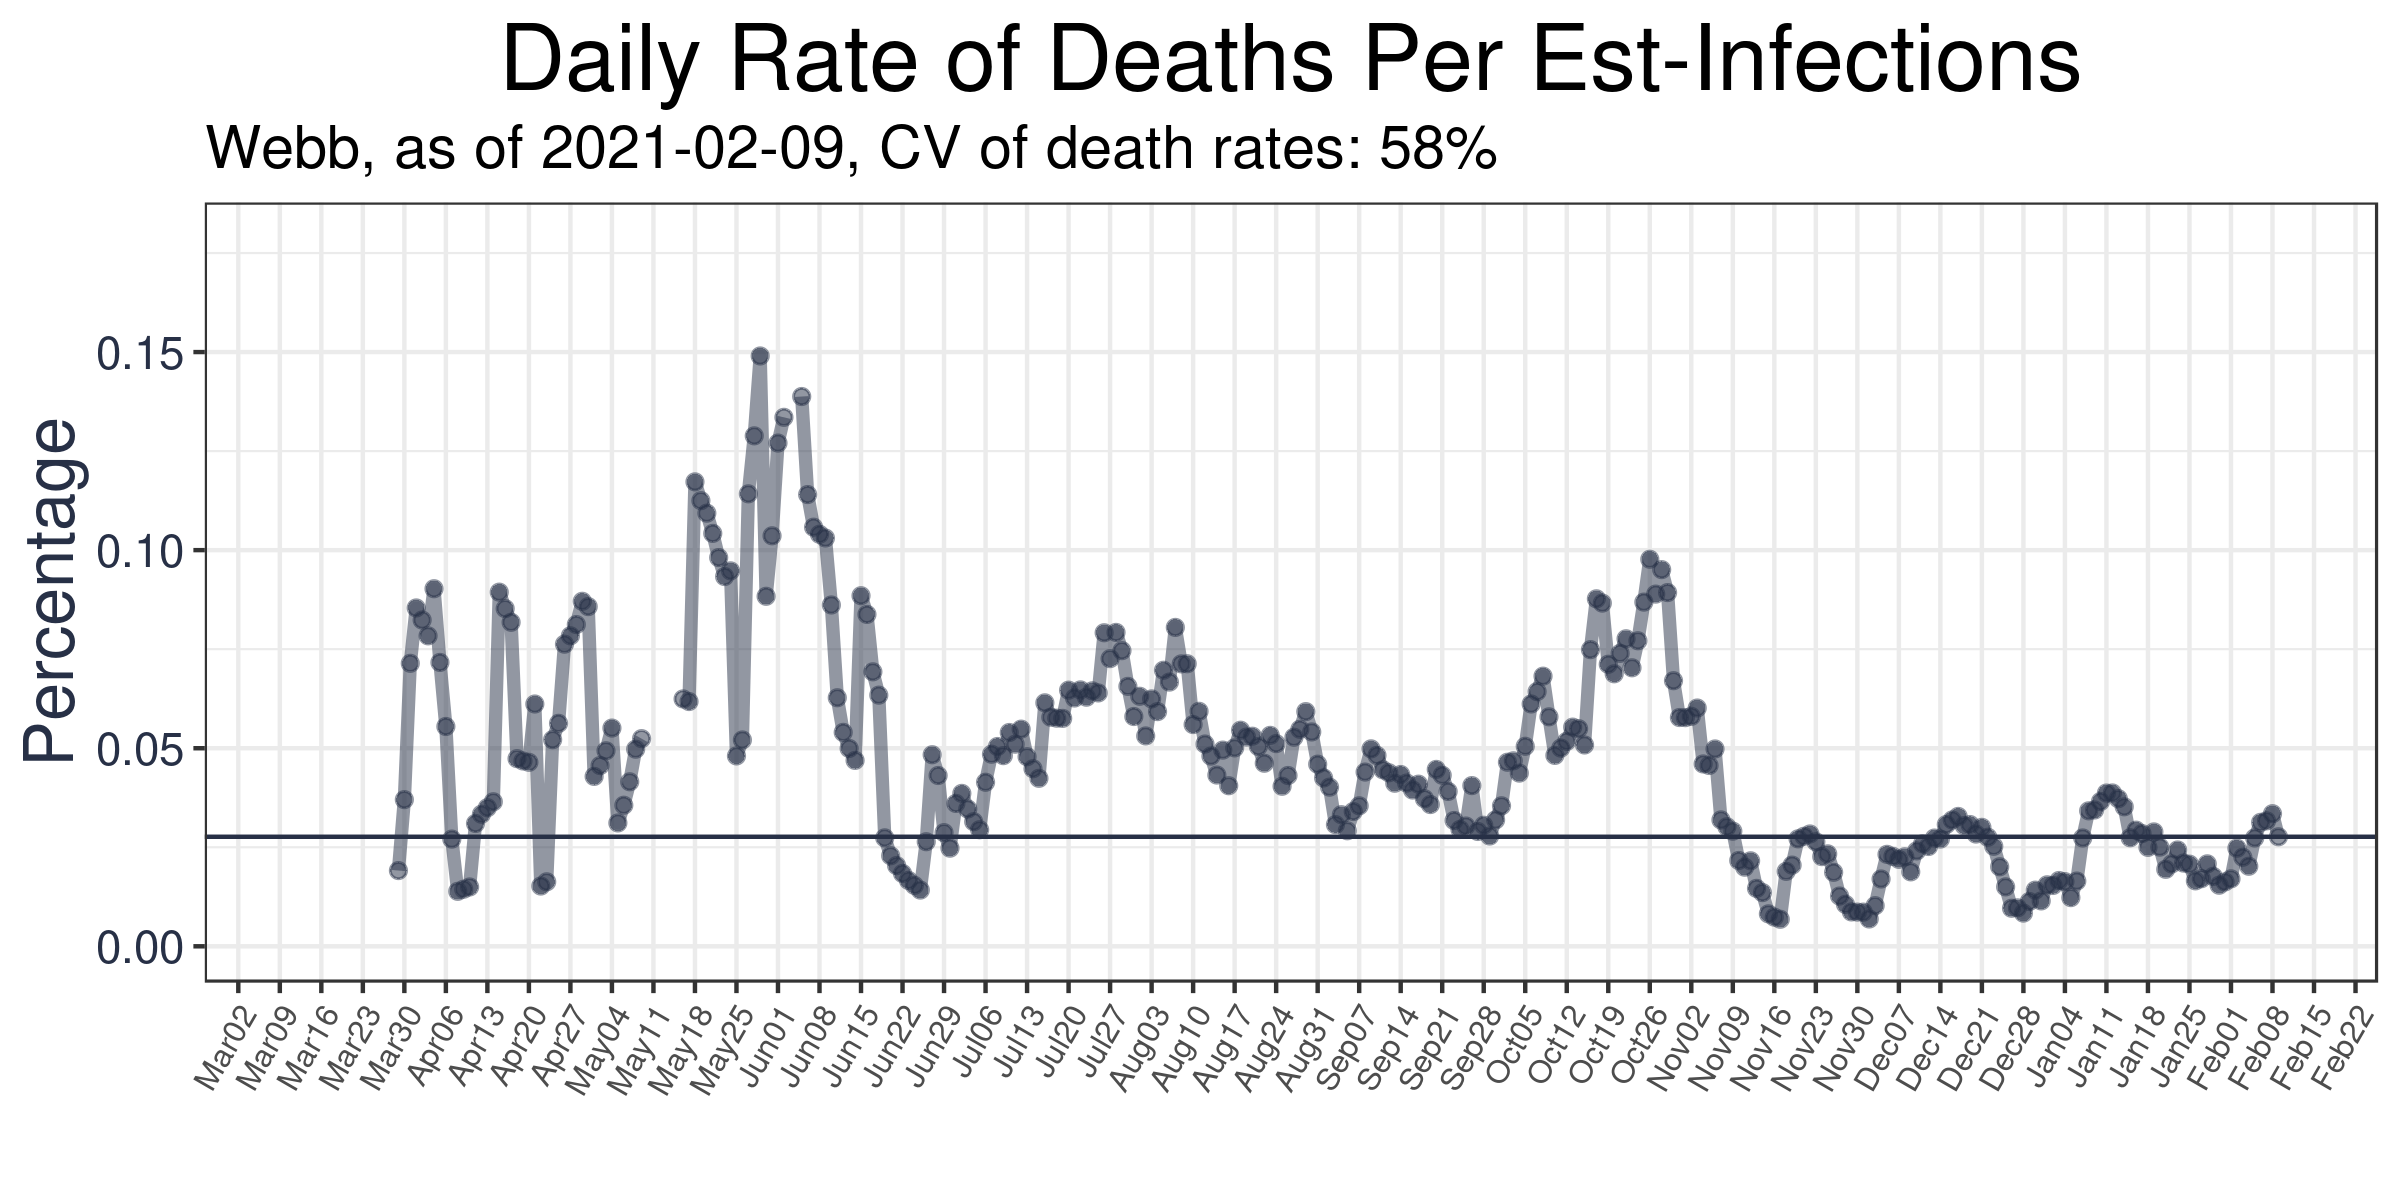 Daily Rate of Deaths Per Est-Infections
Webb, as of 2021-02-09, CV of death rates: 58%
Percentage
0.15
0.10
0.05
0.00
Mar02
Mar09
Mar16
Mar23
Mar30
Apr06
Apr13
Apr20
Apr27
May04
May11
May18
May25
Jun01
Jun08
Jun15
Jun22
Jun29
Jul06
Jul13
Jul20
Jul27
Aug03
Aug10
Aug17
Aug24
Aug31
Sep07
Sep14
Sep21
Sep28
Oct05
Oct12
Oct19
Oct26
Nov02
Nov09
Nov16
Nov23
Nov30
Dec07
Dec14
Dec21
Dec28
Jan04
Jan11
Jan18
Jan25
Feb01
Feb08
Feb15
Feb22